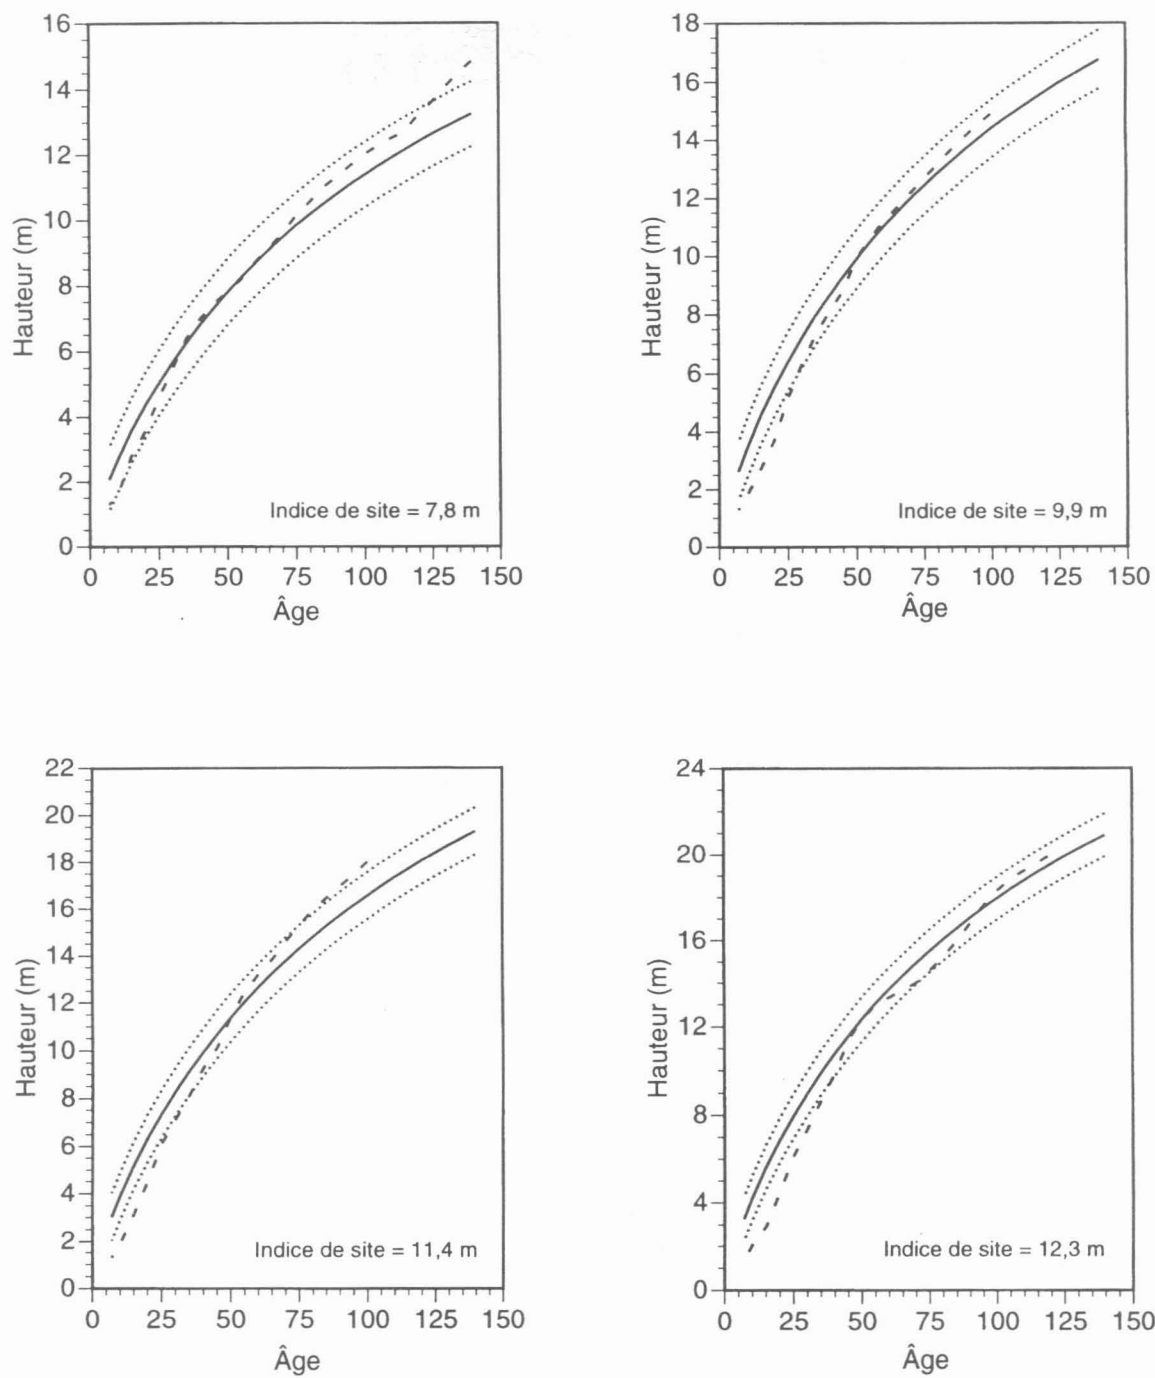 16
14
12
10
8
6
4
2
0
Hauteur (m)
Indice de site = 7,8 m
0 25 50 75 100 125 150
Âge
18
16
14
12
10
8
6
4
2
0
Hauteur (m)
Indice de site = 9,9 m
0 25 50 75 100 125 150
Âge
22
20
18
16
14
12
10
8
6
4
2
0
Hauteur (m)
Indice de site = 11,4 m
0 25 50 75 100 125 150
Âge
24
20
16
12
8
4
0
Hauteur (m)
Indice de site = 12,3 m
0 25 50 75 100 125 150
Âge